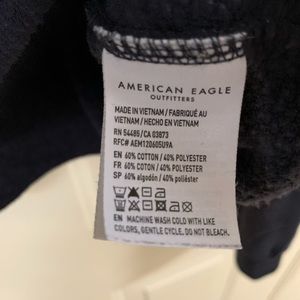 AMERICAN EAGLE
OUTFITTERS
MADE IN VIETNAM / FABRIQUÉ AU
VIETNAM / HECHO EN VIETNAM
RN 54485/CA 03873
RFC# AEM120605U9A
EN 60% COTTON / 40% POLYESTER
FR 60% COTON / 40% POLYESTER
SP 60% algodón / 40% poliéster
EN MACHINE WASH COLD WITH LIKE
COLORS, GENTLE CYCLE. DO NOT BLEACH.